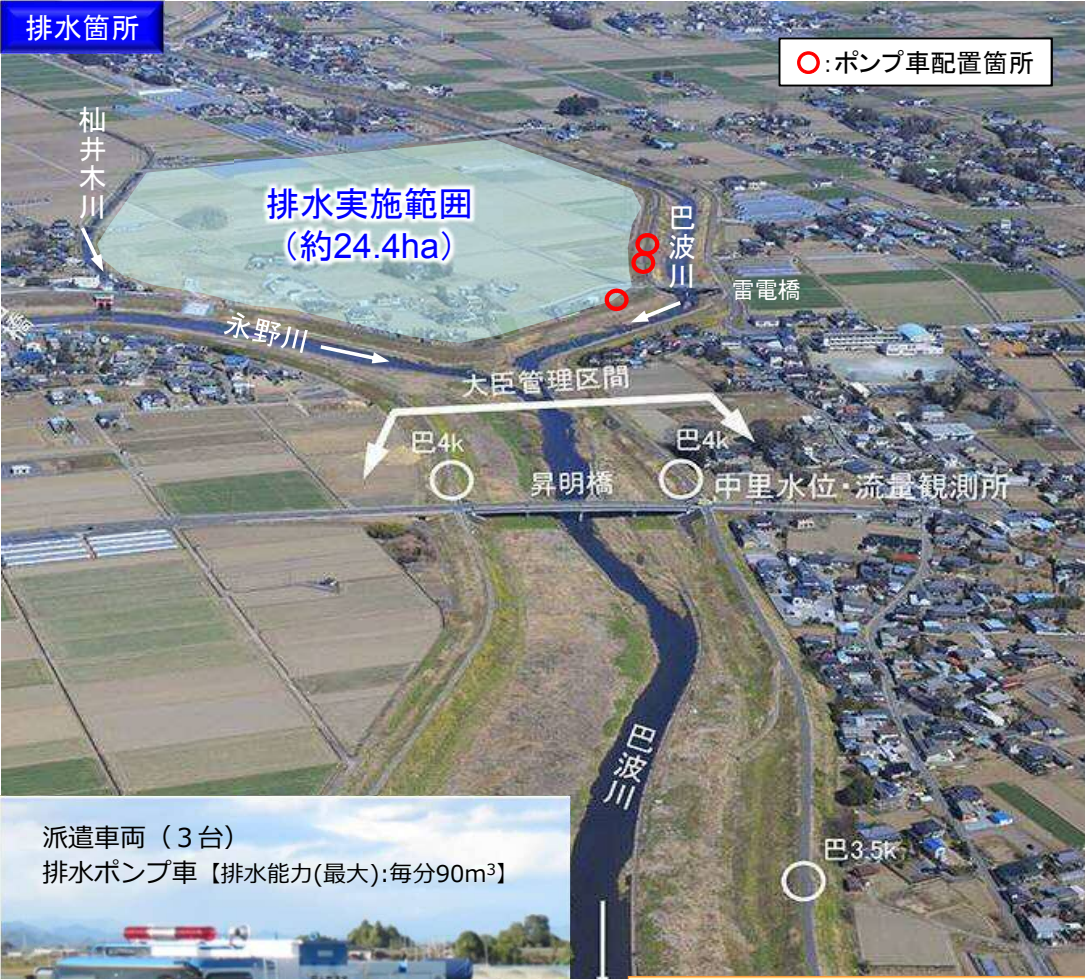 排水箇所
○:ポンプ車配置箇所
杣井木川
排水実施範囲
(約24.4ha)
巴波川
雷電橋
橋
永野川
大臣管理区間
巴4k
巴4k
昇明橋
中里水位・流量観測所
巴波川
巴3.5k
派遣車両(3台)
排水ポンプ車【排水能力(最大):毎分90m³】